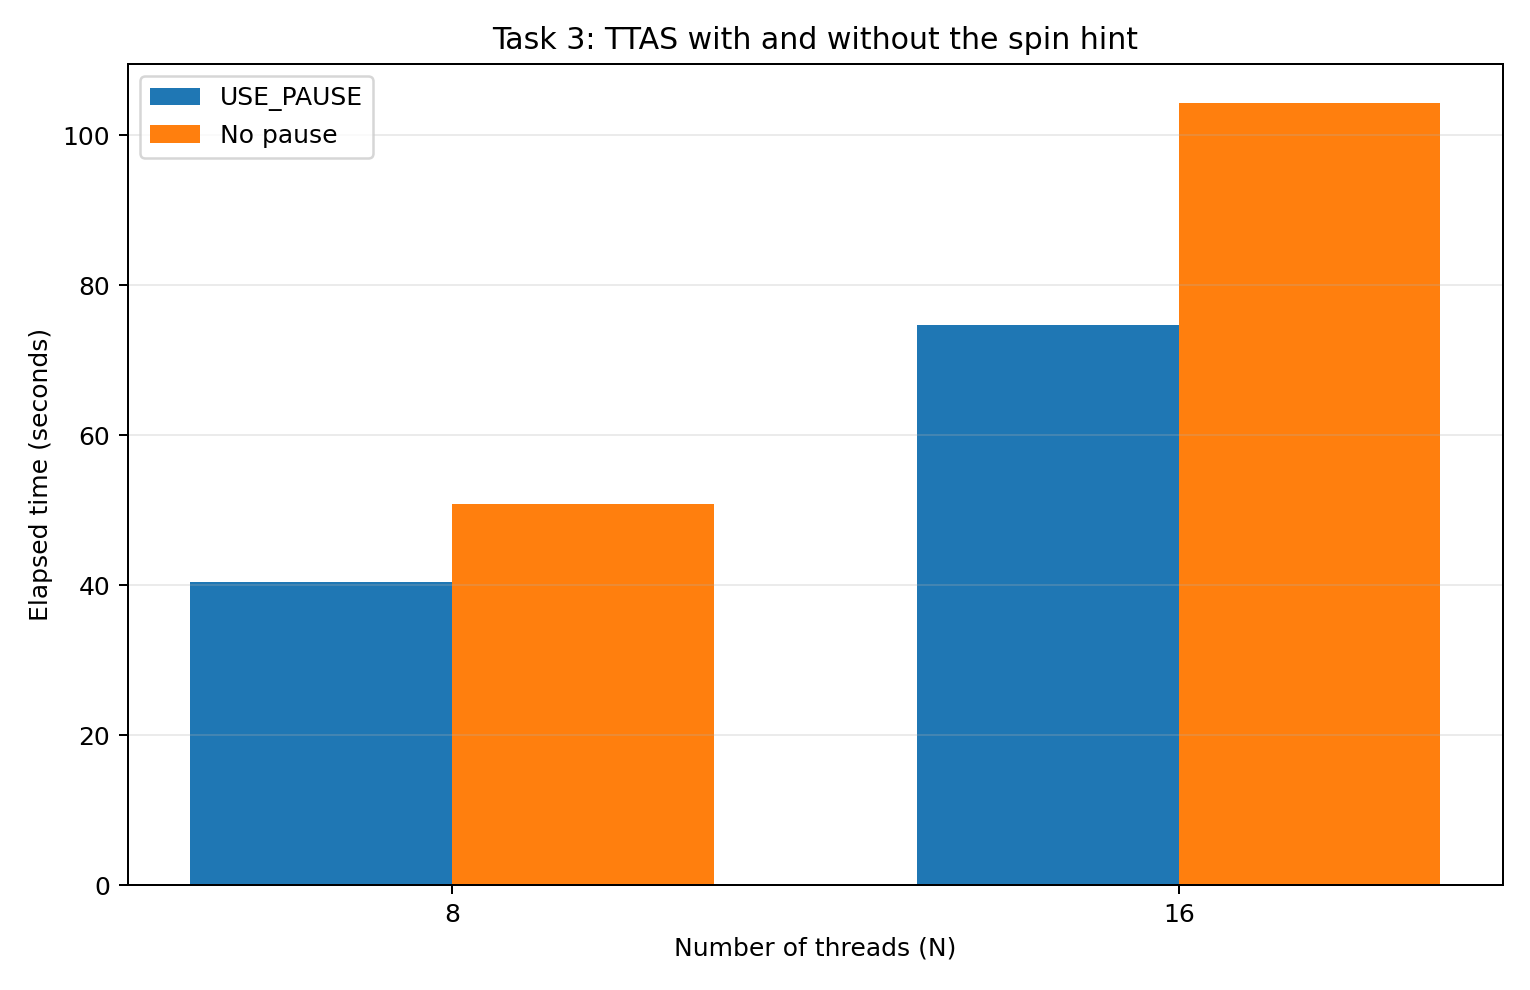 Task 3: TTAS with and without the spin hint
USE_PAUSE
No pause
Elapsed time (seconds)
100
80
60
40
20
0
8
16
Number of threads (N)